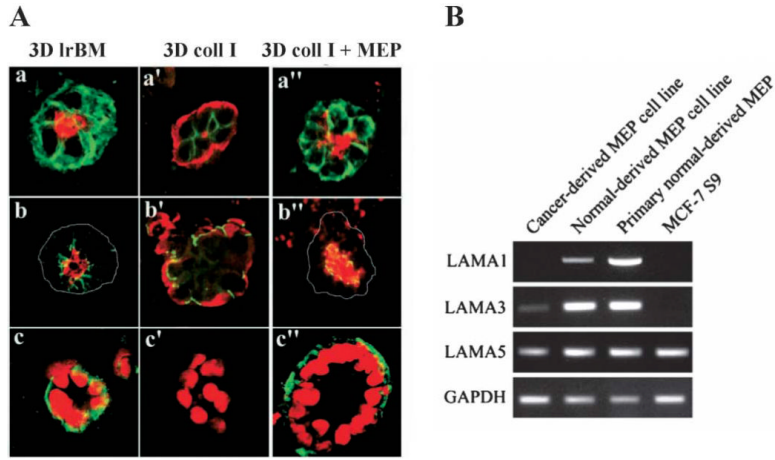 A
3D lrBM
3D coll I
3D coll I + MEP
a
a'
a''
b
b'
b''
c
c'
c''
B
Cancer-derived MEP cell line
Normal-derived MEP cell line
Primary normal-derived MEP
MCF-7 S9
LAMA1
LAMA3
LAMA5
GAPDH